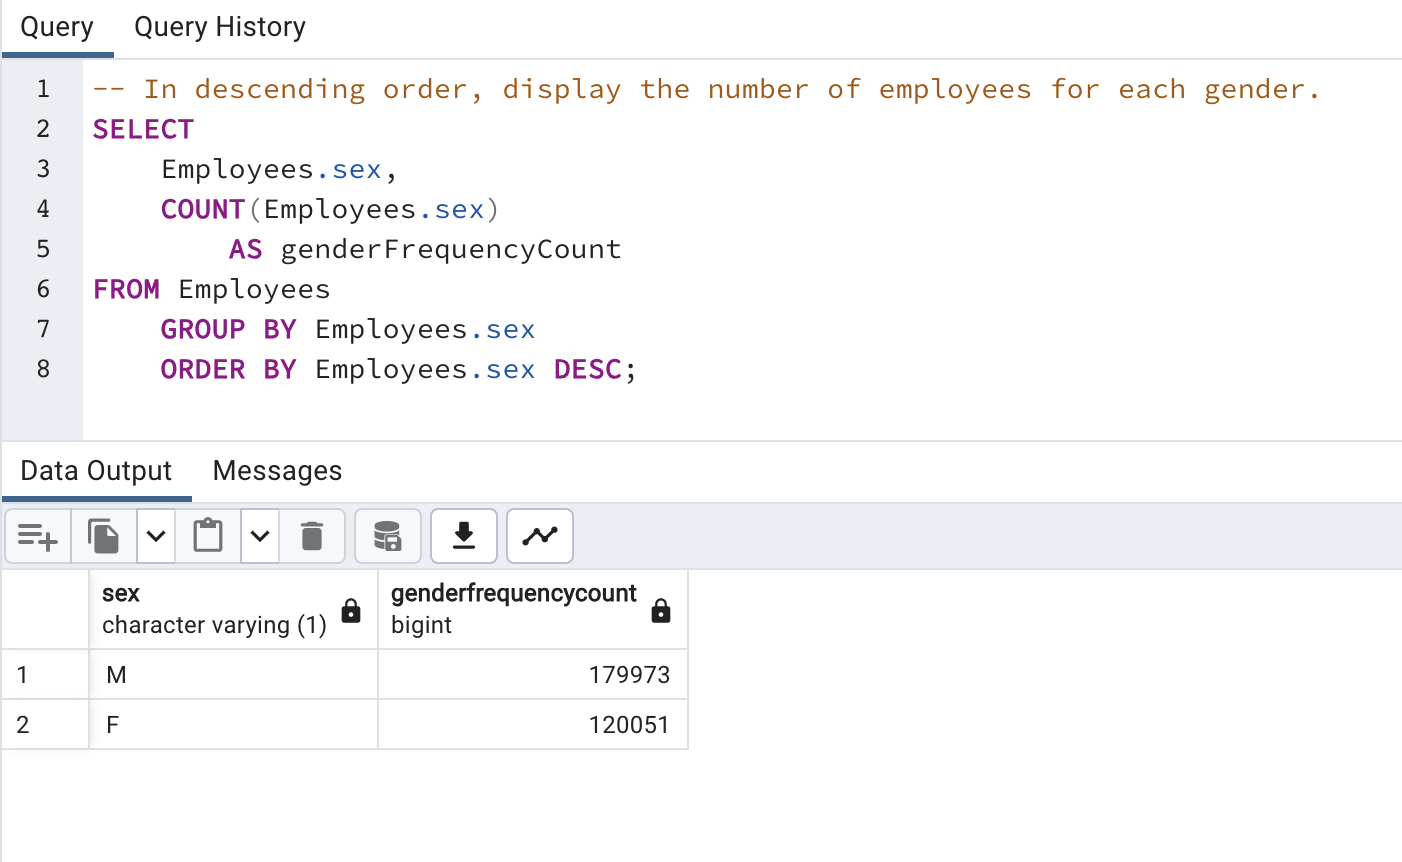 Query Query History
1 -- In descending order, display the number of employees for each gender.
2 SELECT
3 Employees.sex,
4 COUNT(Employees.sex)
5 AS genderFrequencyCount
6 FROM Employees
7 GROUP BY Employees.sex
8 ORDER BY Employees.sex DESC;
Data Output Messages
sex genderfrequencycount
character varying (1) bigint
1 M 179973
2 F 120051